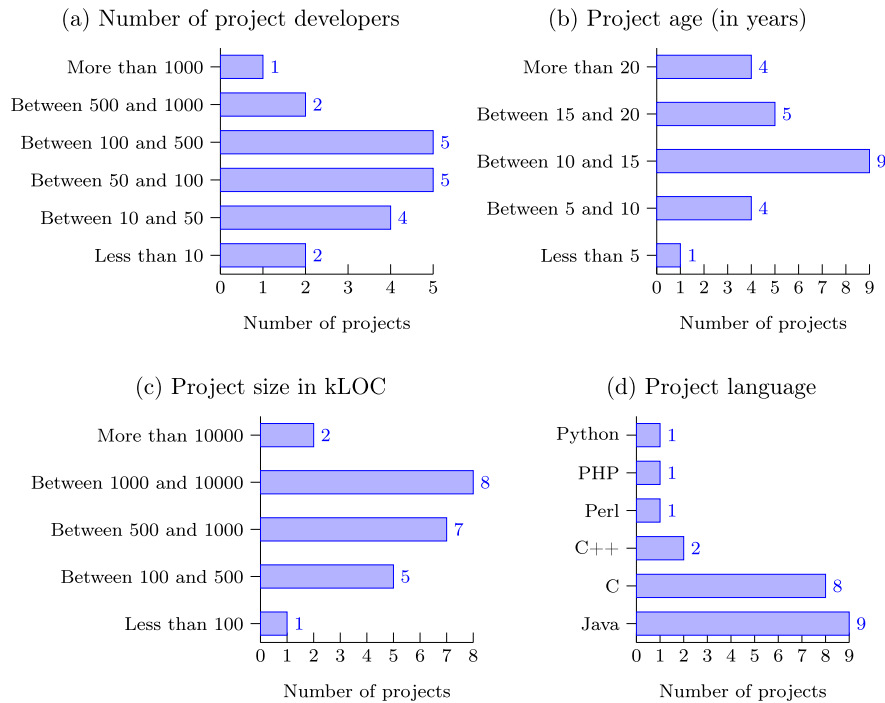 (a) Number of project developers
More than 1000
1
Between 500 and 1000
2
Between 100 and 500
5
Between 50 and 100
5
Between 10 and 50
4
Less than 10
2
0 1 2 3 4 5
Number of projects
(b) Project age (in years)
More than 20
4
Between 15 and 20
5
Between 10 and 15
9
Between 5 and 10
4
Less than 5
1
0 1 2 3 4 5 6 7 8 9
Number of projects
(c) Project size in kLOC
More than 10000
2
Between 1000 and 10000
8
Between 500 and 1000
7
Between 100 and 500
5
Less than 100
1
0 1 2 3 4 5 6 7 8
Number of projects
(d) Project language
Python
1
PHP
1
Perl
1
C++
2
C
8
Java
9
0 1 2 3 4 5 6 7 8 9
Number of projects